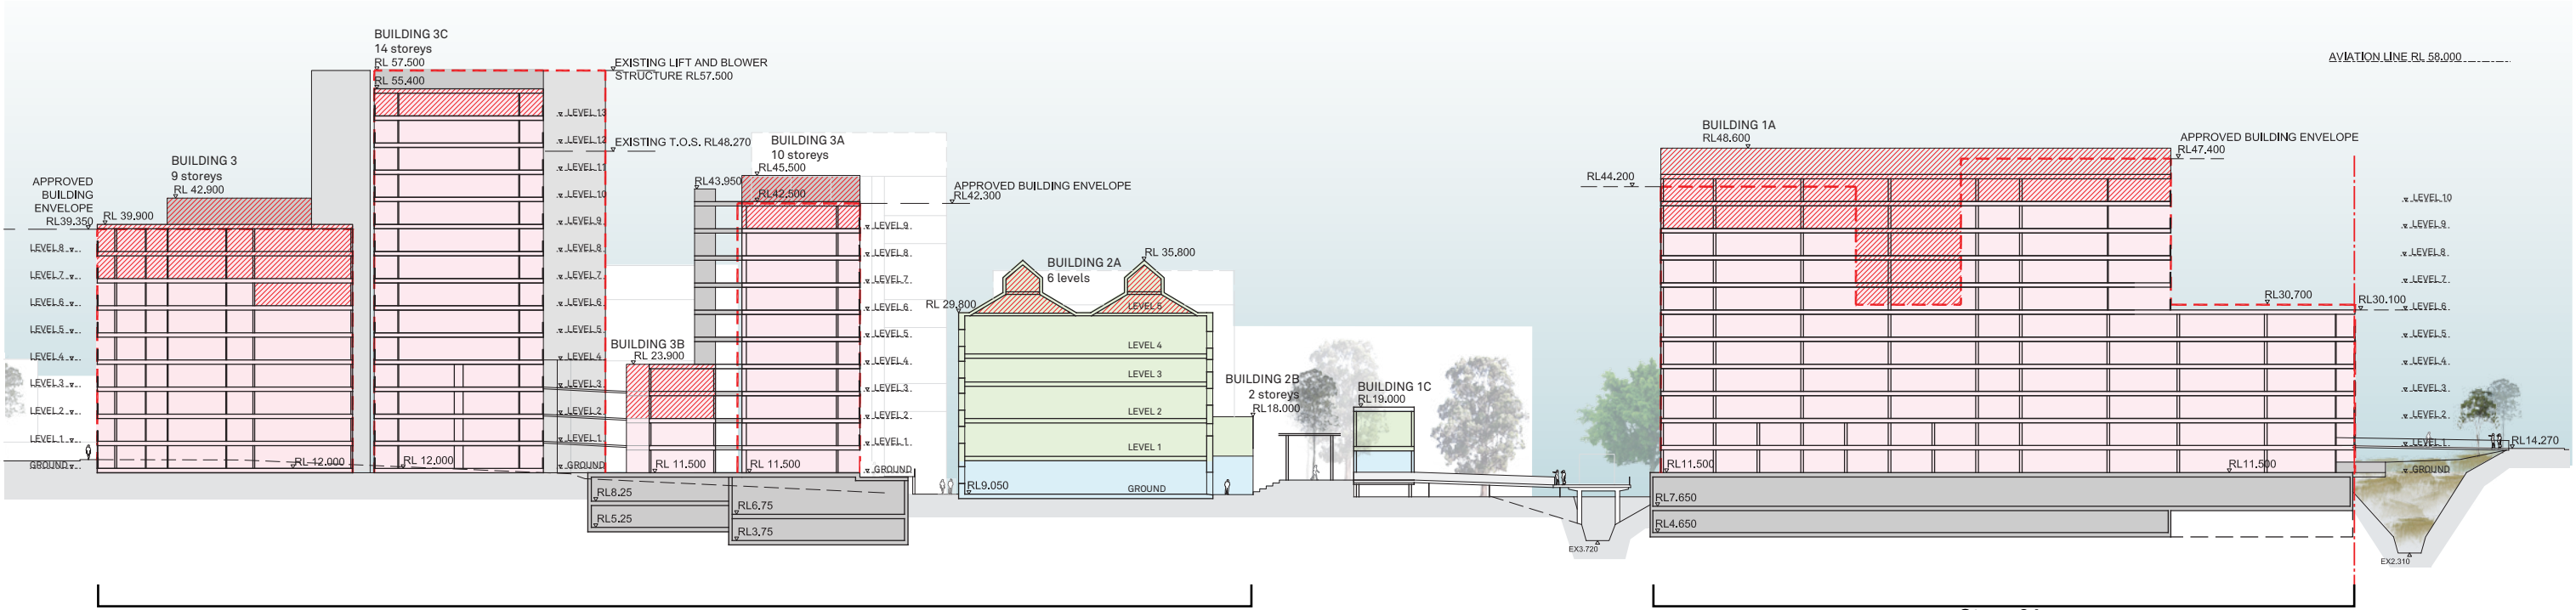 BUILDING 3C
14 storeys
RL 57.500
RL 55.400
EXISTING LIFT AND BLOWER
STRUCTURE RL57.500
AVIATION LINE RL 58.000
LEVEL 13
LEVEL 12
LEVEL 11
LEVEL 10
LEVEL 9
LEVEL 8
LEVEL 7
LEVEL 6
LEVEL 5
LEVEL 4
LEVEL 3
LEVEL 2
LEVEL 1
GROUND
RL 12.000
EXISTING T.O.S. RL48.270
BUILDING 3
9 storeys
RL 42.900
APPROVED
BUILDING
ENVELOPE
RL39.350
RL 39.900
LEVEL 8
LEVEL 7
LEVEL 6
LEVEL 5
LEVEL 4
LEVEL 3
LEVEL 2
LEVEL 1
GROUND
RL 12.000
BUILDING 3B
RL 23.900
RL 11.500
RL8.25
RL5.25
BUILDING 3A
10 storeys
RL45.500
RL43.950
RL42.500
APPROVED BUILDING ENVELOPE
RL42.300
LEVEL 9
LEVEL 8
LEVEL 7
LEVEL 6
LEVEL 5
LEVEL 4
LEVEL 3
LEVEL 2
LEVEL 1
GROUND
RL 11.500
RL6.75
RL3.75
BUILDING 2A
6 levels
RL 35.800
RL 29.800
LEVEL 5
LEVEL 4
LEVEL 3
LEVEL 2
LEVEL 1
GROUND
RL9.050
BUILDING 2B
2 storeys
RL18.000
BUILDING 1C
RL19.000
EX3.720
BUILDING 1A
RL48.600
APPROVED BUILDING ENVELOPE
RL47.400
RL44.200
RL30.700
RL30.100
LEVEL 10
LEVEL 9
LEVEL 8
LEVEL 7
LEVEL 6
LEVEL 5
LEVEL 4
LEVEL 3
LEVEL 2
LEVEL 1
GROUND
RL14.270
RL11.500
RL11.500
RL7.650
RL4.650
EX2.310